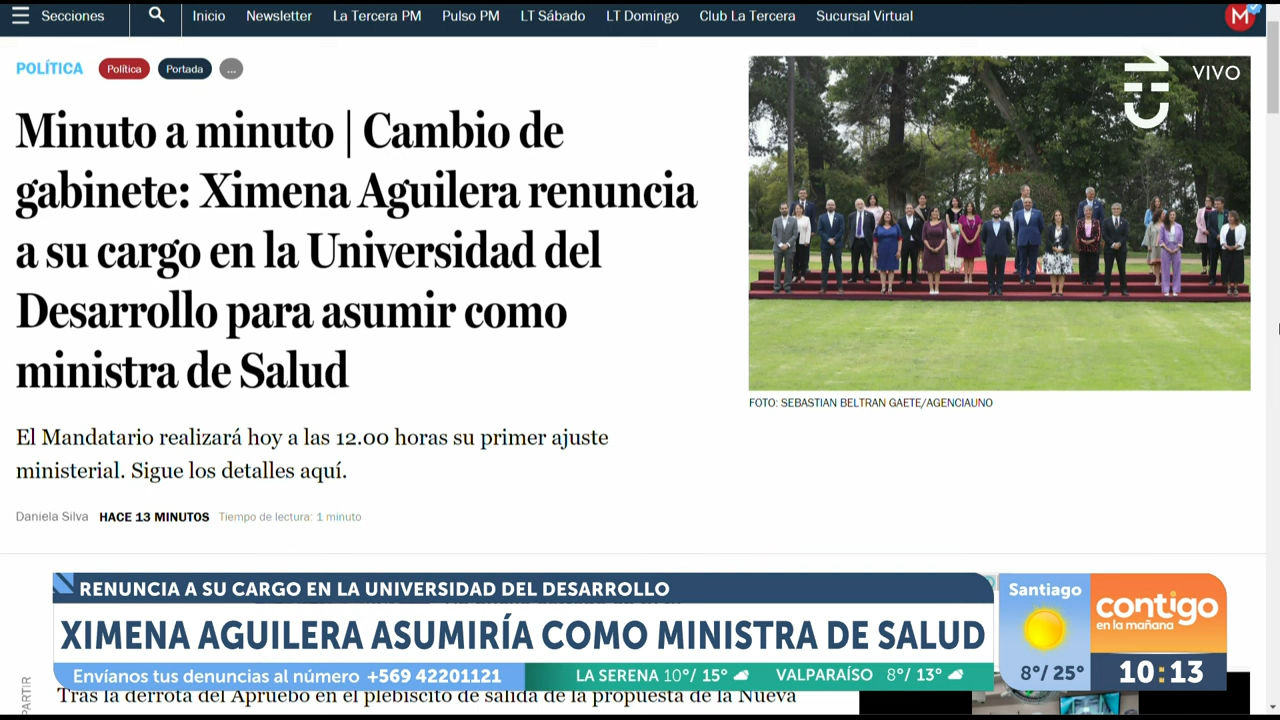 Secciones
Inicio Newsletter La Tercera PM Pulso PM LT Sábado LT Domingo Club La Tercera Sucursal Virtual
M
POLÍTICA Política Portada ...
VIVO
Minuto a minuto | Cambio de
gabinete: Ximena Aguilera renuncia
a su cargo en la Universidad del
Desarrollo para asumir como
ministra de Salud
FOTO: SEBASTIAN BELTRAN GAETE/AGENCIAUNO
El Mandatario realizará hoy a las 12.00 horas su primer ajuste
ministerial. Sigue los detalles aquí.
Daniela Silva HACE 13 MINUTOS Tiempo de lectura: 1 minuto
RENUNCIA A SU CARGO EN LA UNIVERSIDAD DEL DESARROLLO
XIMENA AGUILERA ASUMIRÍA COMO MINISTRA DE SALUD
Envíanos tus denuncias al número +569 42201121
LA SERENA 10°/ 15° VALPARAÍSO 8°/ 13°
Santiago
8°/ 25°
contigo
en la mañana
10:13
Tras la derrota del Apruebo en el plebiscito de salida de la propuesta de la Nueva